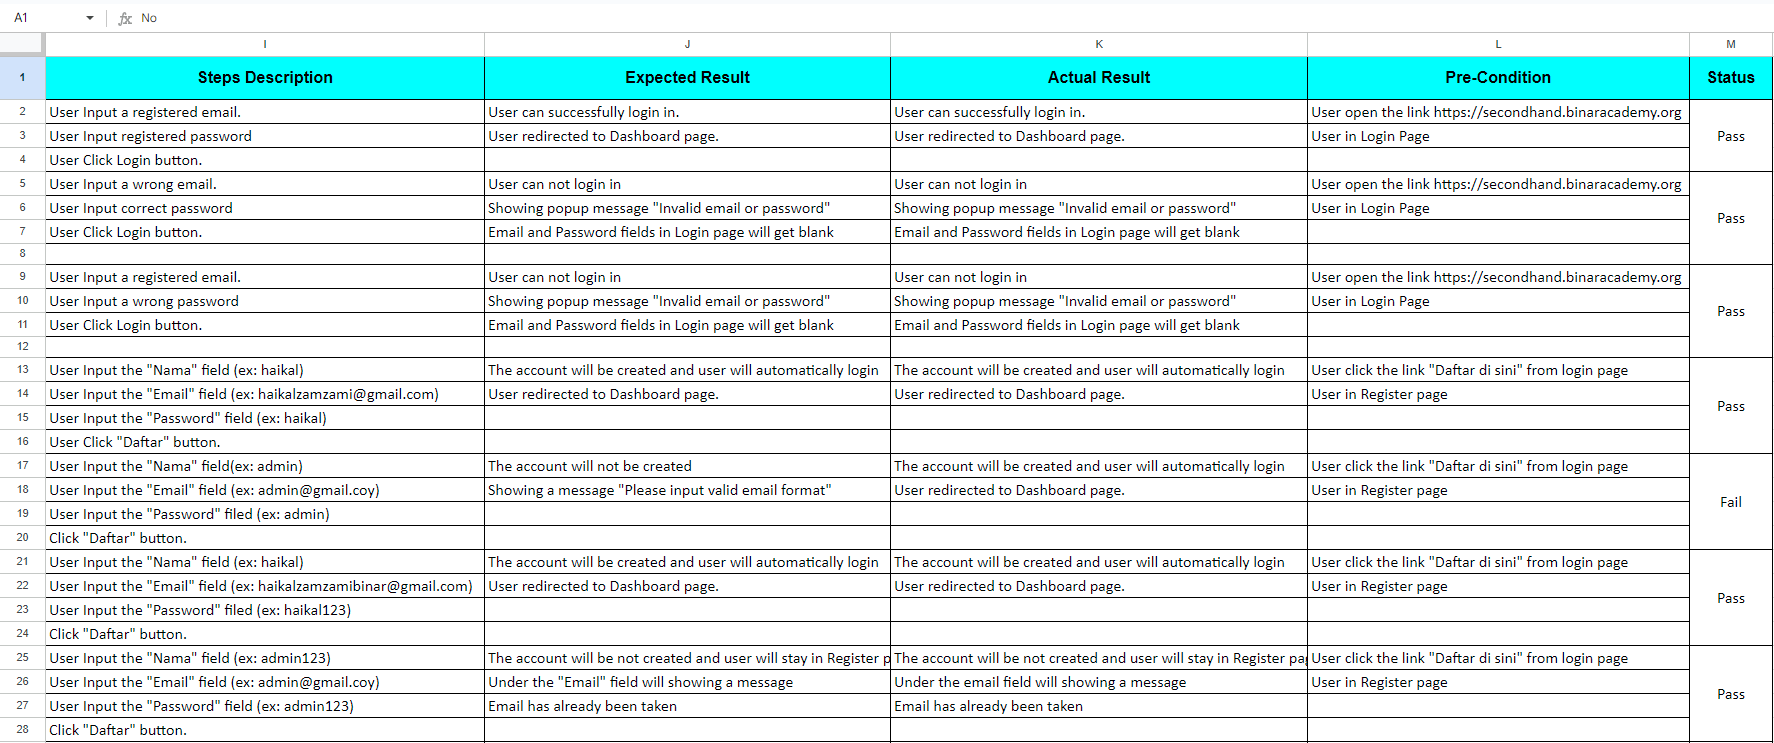 A1 fx No
I J K L M
1 Steps Description Expected Result Actual Result Pre-Condition Status
2 User Input a registered email. User can successfully login in. User can successfully login in. User open the link https://secondhand.binaracademy.org
3 User Input registered password User redirected to Dashboard page. User redirected to Dashboard page. User in Login Page Pass
4 User Click Login button.
5 User Input a wrong email. User can not login in User can not login in User open the link https://secondhand.binaracademy.org
6 User Input correct password Showing popup message "Invalid email or password" Showing popup message "Invalid email or password" User in Login Page Pass
7 User Click Login button. Email and Password fields in Login page will get blank Email and Password fields in Login page will get blank
8
9 User Input a registered email. User can not login in User can not login in User open the link https://secondhand.binaracademy.org
10 User Input a wrong password Showing popup message "Invalid email or password" Showing popup message "Invalid email or password" User in Login Page Pass
11 User Click Login button. Email and Password fields in Login page will get blank Email and Password fields in Login page will get blank
12
13 User Input the "Nama" field (ex: haikal) The account will be created and user will automatically login The account will be created and user will automatically login User click the link "Daftar di sini" from login page
14 User Input the "Email" field (ex: haikalzamzami@gmail.com) User redirected to Dashboard page. User redirected to Dashboard page. User in Register page Pass
15 User Input the "Password" field (ex: haikal)
16 User Click "Daftar" button.
17 User Input the "Nama" field(ex: admin) The account will not be created The account will be created and user will automatically login User click the link "Daftar di sini" from login page
18 User Input the "Email" field (ex: admin@gmail.coy) Showing a message "Please input valid email format" User redirected to Dashboard page. User in Register page Fail
19 User Input the "Password" filed (ex: admin)
20 Click "Daftar" button.
21 User Input the "Nama" field (ex: haikal) The account will be created and user will automatically login The account will be created and user will automatically login User click the link "Daftar di sini" from login page
22 User Input the "Email" field (ex: haikalzamzamibinar@gmail.com) User redirected to Dashboard page. User redirected to Dashboard page. User in Register page Pass
23 User Input the "Password" filed (ex: haikal123)
24 Click "Daftar" button.
25 User Input the "Nama" field (ex: admin123) The account will be not created and user will stay in Register p The account will be not created and user will stay in Register pa User click the link "Daftar di sini" from login page
26 User Input the "Email" field (ex: admin@gmail.coy) Under the "Email" field will showing a message Under the email field will showing a message User in Register page Pass
27 User Input the "Password" field (ex: admin123) Email has already been taken Email has already been taken
28 Click "Daftar" button.